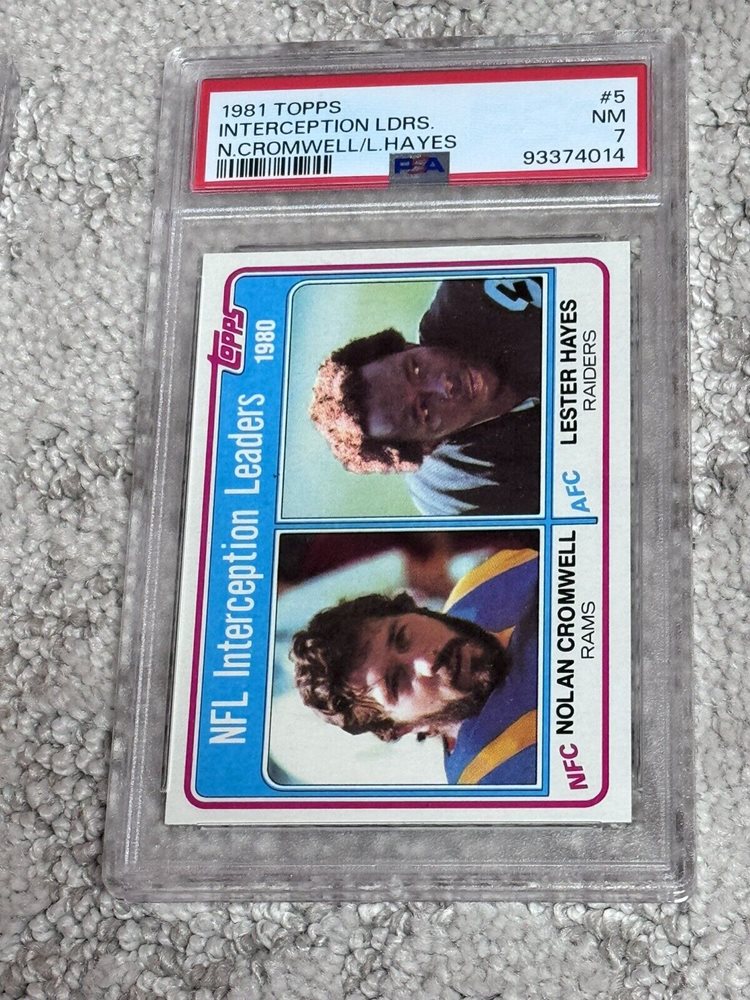 1981 TOPPS #5
INTERCEPTION LDRS. NM
N.CROMWELL/L.HAYES 7
PSA 93374014
TOPPS
NFL Interception Leaders 1980
NFC NOLAN CROMWELL
RAMS
AFC LESTER HAYES
RAIDERS